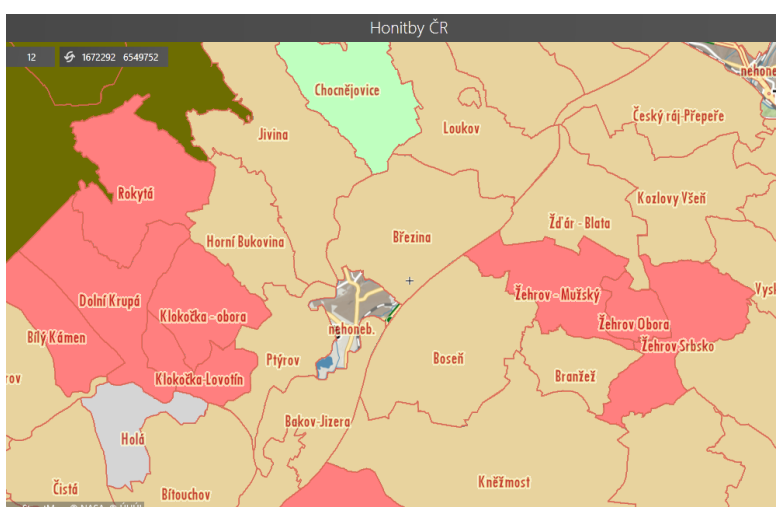 Honitby ČR
12
1672292 6549752
nehone
Chocnějovice
Český ráj-Přepeře
Jivina
Loukov
Rokytá
Kozlovy Všeň
Žďár - Blata
Březina
Horní Bukovina
Vysk
Žehrov - Mužský
Dolní Krupá
Klokočka - obora
Žehrov Obora
nehoneb.
Bílý Kámen
Žehrov-Srbsko
Ptýrov
Boseň
rov
Klokočka-Lovotín
Branžež
Bakov-Jizera
Holá
Kněžmost
Čistá
Bítouchov